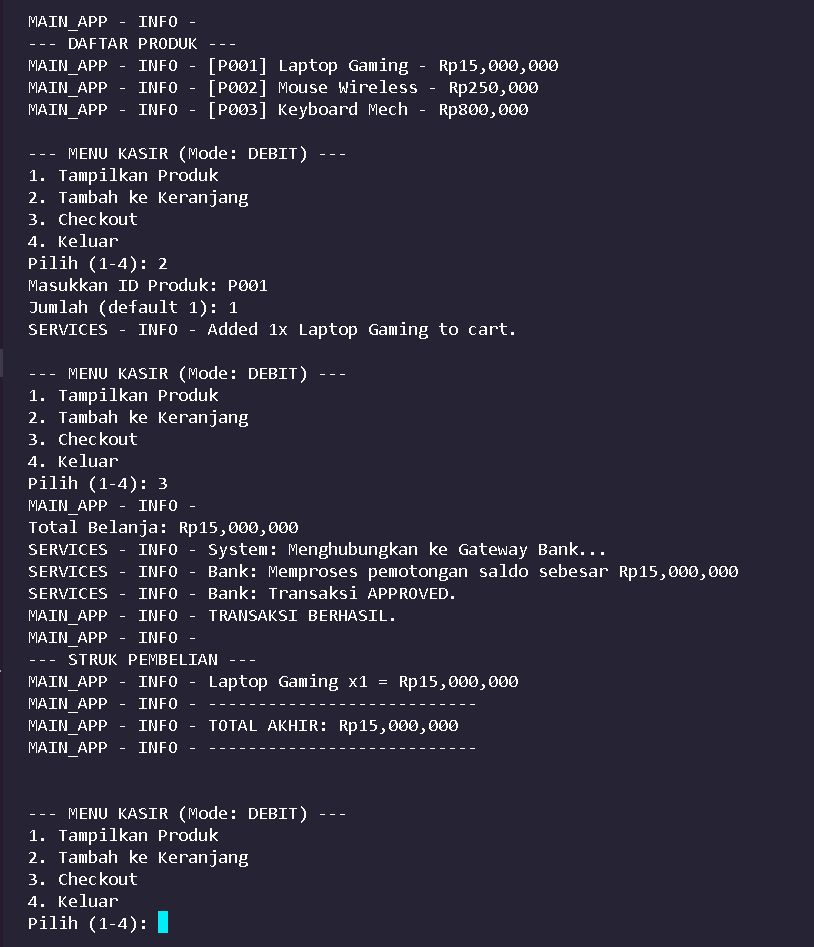 MAIN_APP - INFO -
--- DAFTAR PRODUK ---
MAIN_APP - INFO - [P001] Laptop Gaming - Rp15,000,000
MAIN_APP - INFO - [P002] Mouse Wireless - Rp250,000
MAIN_APP - INFO - [P003] Keyboard Mech - Rp800,000
--- MENU KASIR (Mode: DEBIT) ---
1. Tampilkan Produk
2. Tambah ke Keranjang
3. Checkout
4. Keluar
Pilih (1-4): 2
Masukkan ID Produk: P001
Jumlah (default 1): 1
SERVICES - INFO - Added 1x Laptop Gaming to cart.
--- MENU KASIR (Mode: DEBIT) ---
1. Tampilkan Produk
2. Tambah ke Keranjang
3. Checkout
4. Keluar
Pilih (1-4): 3
MAIN_APP - INFO -
Total Belanja: Rp15,000,000
SERVICES - INFO - System: Menghubungkan ke Gateway Bank...
SERVICES - INFO - Bank: Memproses pemotongan saldo sebesar Rp15,000,000
SERVICES - INFO - Bank: Transaksi APPROVED.
MAIN_APP - INFO - TRANSAKSI BERHASIL.
MAIN_APP - INFO -
--- STRUK PEMBELIAN ---
MAIN_APP - INFO - Laptop Gaming x1 = Rp15,000,000
MAIN_APP - INFO - ---------------------------
MAIN_APP - INFO - TOTAL AKHIR: Rp15,000,000
MAIN_APP - INFO - ---------------------------
--- MENU KASIR (Mode: DEBIT) ---
1. Tampilkan Produk
2. Tambah ke Keranjang
3. Checkout
4. Keluar
Pilih (1-4):